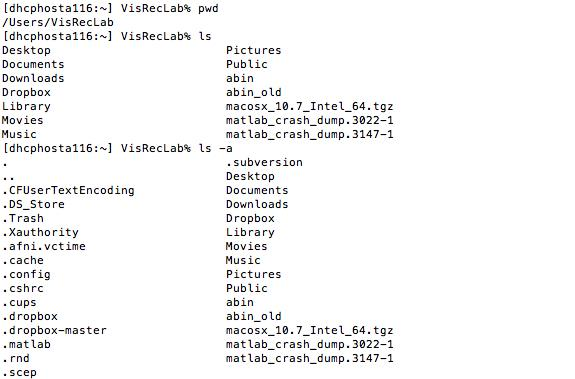 [dhcphosta116:~] VisRecLab% pwd
/Users/VisRecLab
[dhcphosta116:~] VisRecLab% ls
Desktop Pictures
Documents Public
Downloads abin
Dropbox abin_old
Library macosx_10.7_Intel_64.tgz
Movies matlab_crash_dump.3022-1
Music matlab_crash_dump.3147-1
[dhcphosta116:~] VisRecLab% ls -a
. .subversion
.. Desktop
.CFUserTextEncoding Documents
.DS_Store Downloads
.Trash Dropbox
.Xauthority Library
.afni.vctime Movies
.cache Music
.config Pictures
.cshrc Public
.cups abin
.dropbox abin_old
.dropbox-master macosx_10.7_Intel_64.tgz
.matlab matlab_crash_dump.3022-1
.rnd matlab_crash_dump.3147-1
.scep